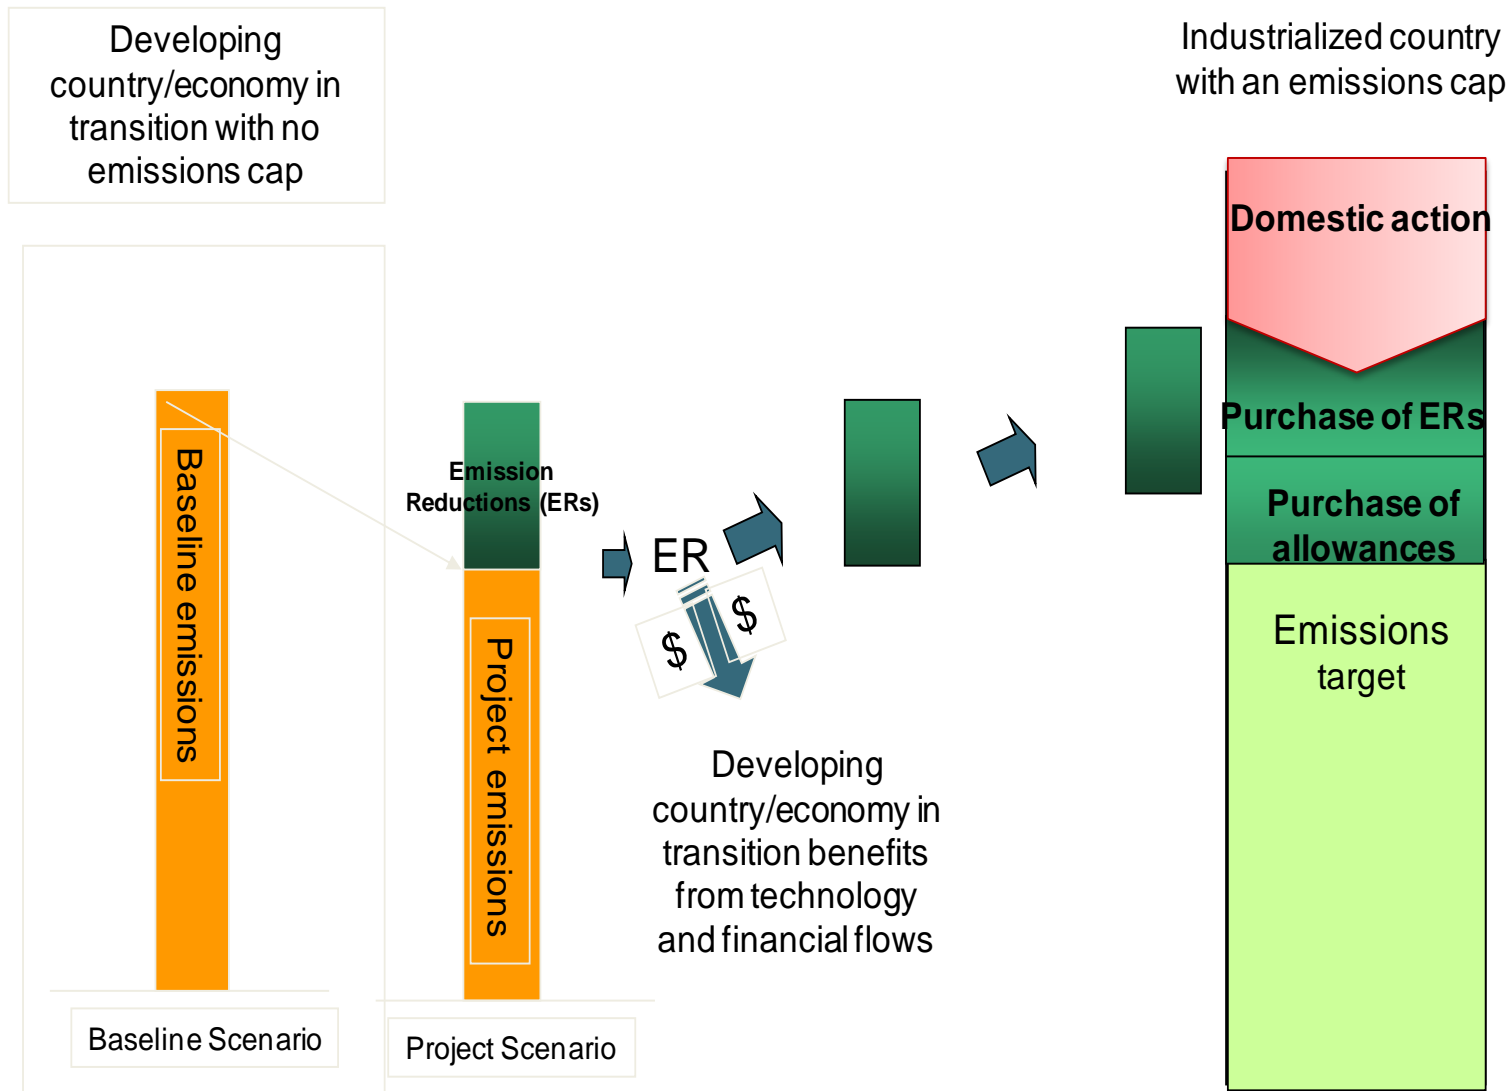 Developing
country/economy in
transition with no
emissions cap
Industrialized country
with an emissions cap
Domestic action
Baseline emissions
Emission
Reductions (ERs)
Purchase of ERs
Purchase of
allowances
ER
$
$
Project emissions
Emissions
target
Developing
country/economy in
transition benefits
from technology
and financial flows
Baseline Scenario
Project Scenario